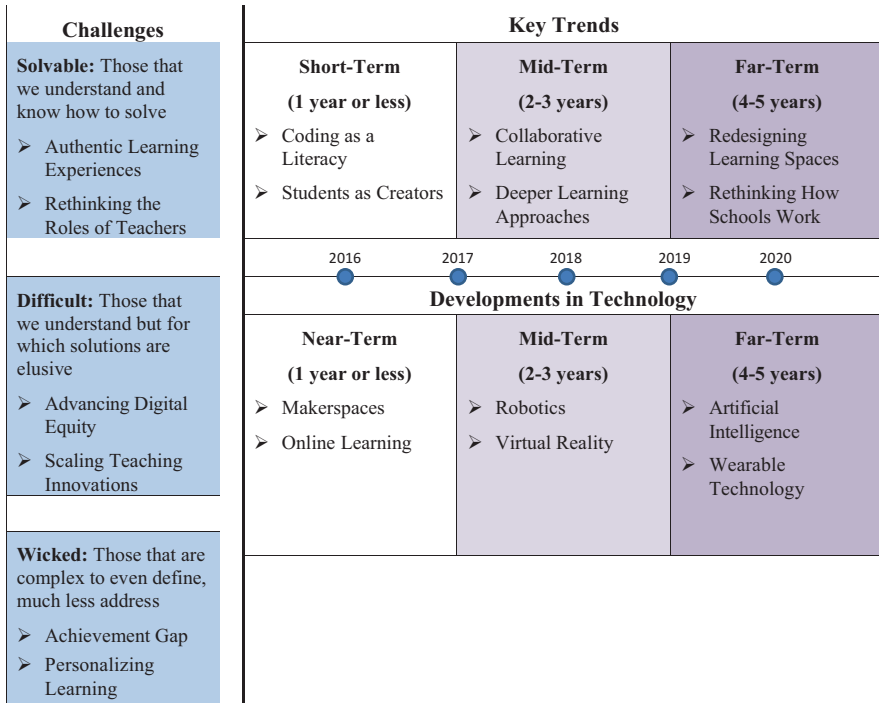 Challenges
Solvable: Those that
we understand and
know how to solve
➢ Authentic Learning
Experiences
➢ Rethinking the
Roles of Teachers
Difficult: Those that
we understand but for
which solutions are
elusive
➢ Advancing Digital
Equity
➢ Scaling Teaching
Innovations
Wicked: Those that are
complex to even define,
much less address
➢ Achievement Gap
➢ Personalizing
Learning
Key Trends
Short-Term
(1 year or less)
➢ Coding as a
Literacy
➢ Students as Creators
Mid-Term
(2-3 years)
➢ Collaborative
Learning
➢ Deeper Learning
Approaches
Far-Term
(4-5 years)
➢ Redesigning
Learning Spaces
➢ Rethinking How
Schools Work
2016 2017 2018 2019 2020
Developments in Technology
Near-Term
(1 year or less)
➢ Makerspaces
➢ Online Learning
Mid-Term
(2-3 years)
➢ Robotics
➢ Virtual Reality
Far-Term
(4-5 years)
➢ Artificial
Intelligence
➢ Wearable
Technology